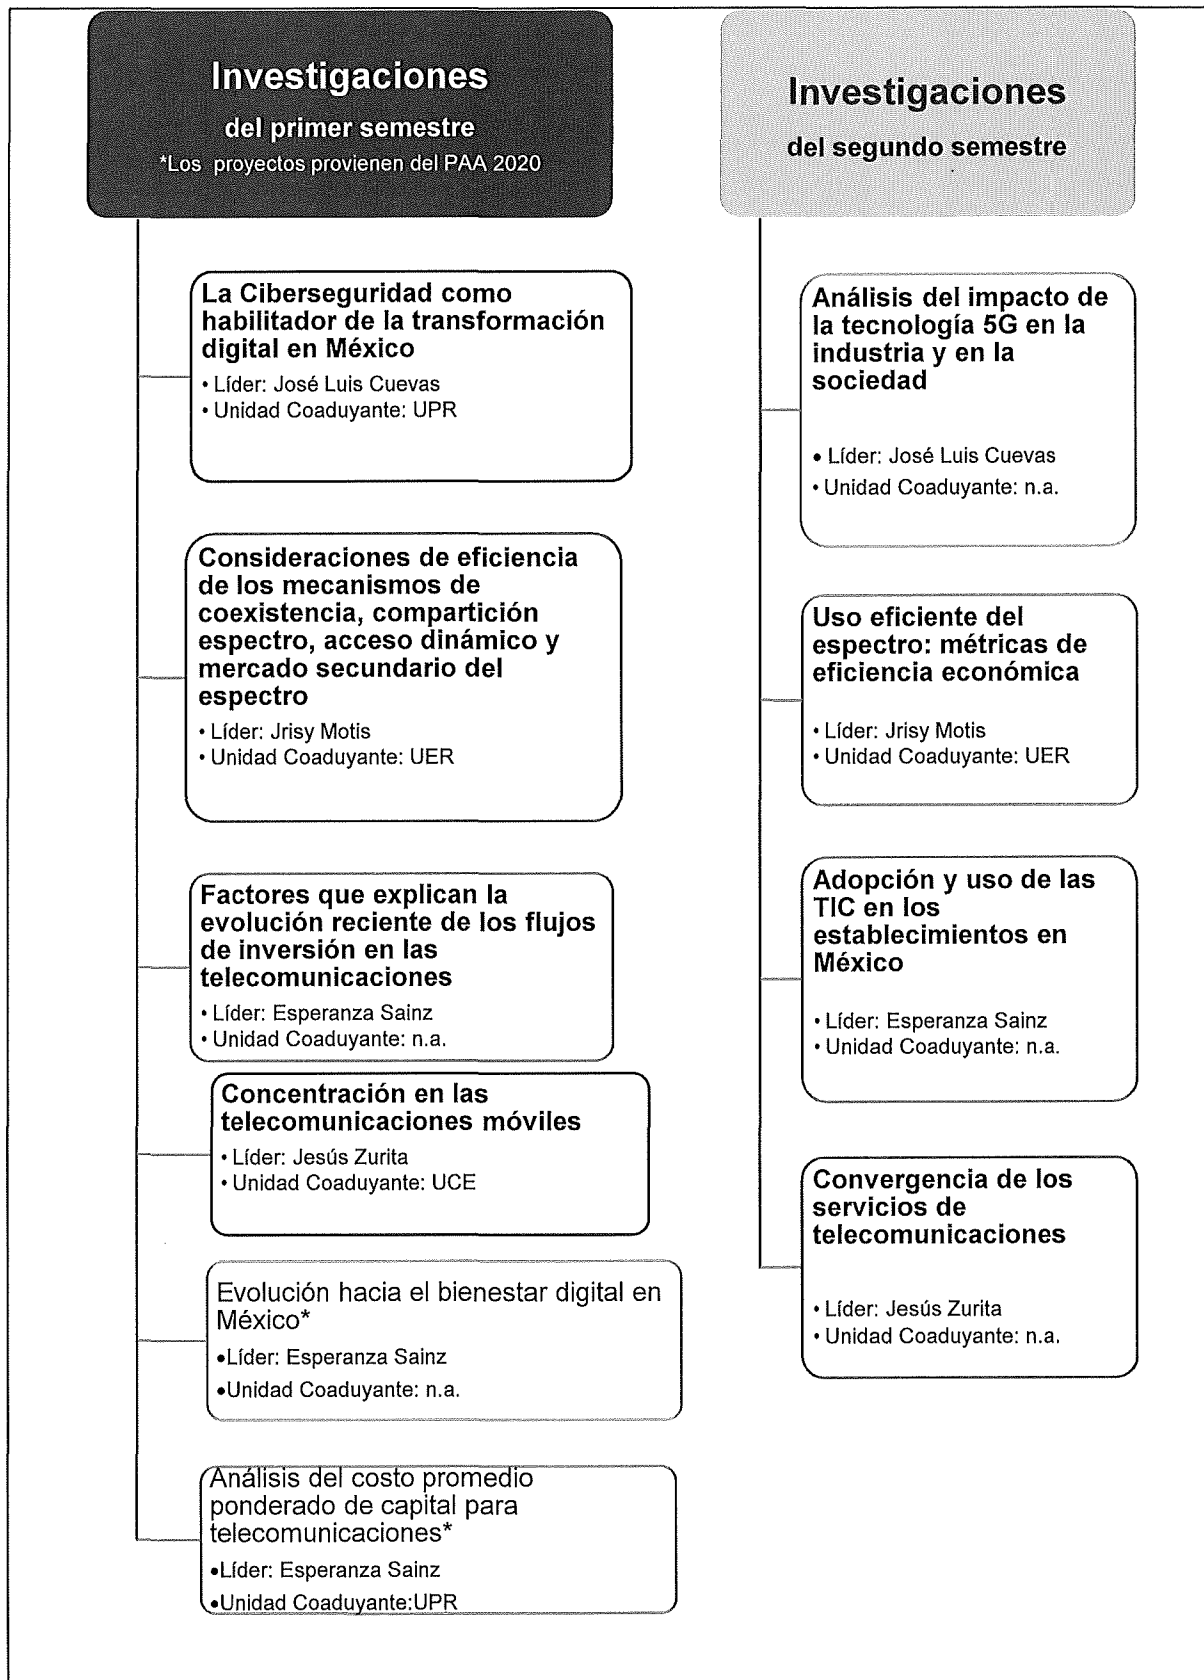 Investigaciones
del primer semestre
*Los proyectos provienen del PAA 2020
La Ciberseguridad como
habilitador de la transformación
digital en México
• Líder: José Luis Cuevas
• Unidad Coaduyante: UPR
Consideraciones de eficiencia
de los mecanismos de
coexistencia, compartición
espectro, acceso dinámico y
mercado secundario del
espectro
• Líder: Jrisy Motis
• Unidad Coaduyante: UER
Factores que explican la
evolución reciente de los flujos
de inversión en las
telecomunicaciones
• Líder: Esperanza Sainz
• Unidad Coaduyante: n.a.
Concentración en las
telecomunicaciones móviles
• Líder: Jesús Zurita
• Unidad Coaduyante: UCE
Evolución hacia el bienestar digital en
México*
•Líder: Esperanza Sainz
•Unidad Coaduyante: n.a.
Análisis del costo promedio
ponderado de capital para
telecomunicaciones*
•Líder: Esperanza Sainz
•Unidad Coaduyante:UPR
Investigaciones
del segundo semestre
Análisis del impacto de
la tecnología 5G en la
industria y en la
sociedad
• Líder: José Luis Cuevas
• Unidad Coaduyante: n.a.
Uso eficiente del
espectro: métricas de
eficiencia económica
• Líder: Jrisy Motis
• Unidad Coaduyante: UER
Adopción y uso de las
TIC en los
establecimientos en
México
• Líder: Esperanza Sainz
• Unidad Coaduyante: n.a.
Convergencia de los
servicios de
telecomunicaciones
• Líder: Jesús Zurita
• Unidad Coaduyante: n.a.